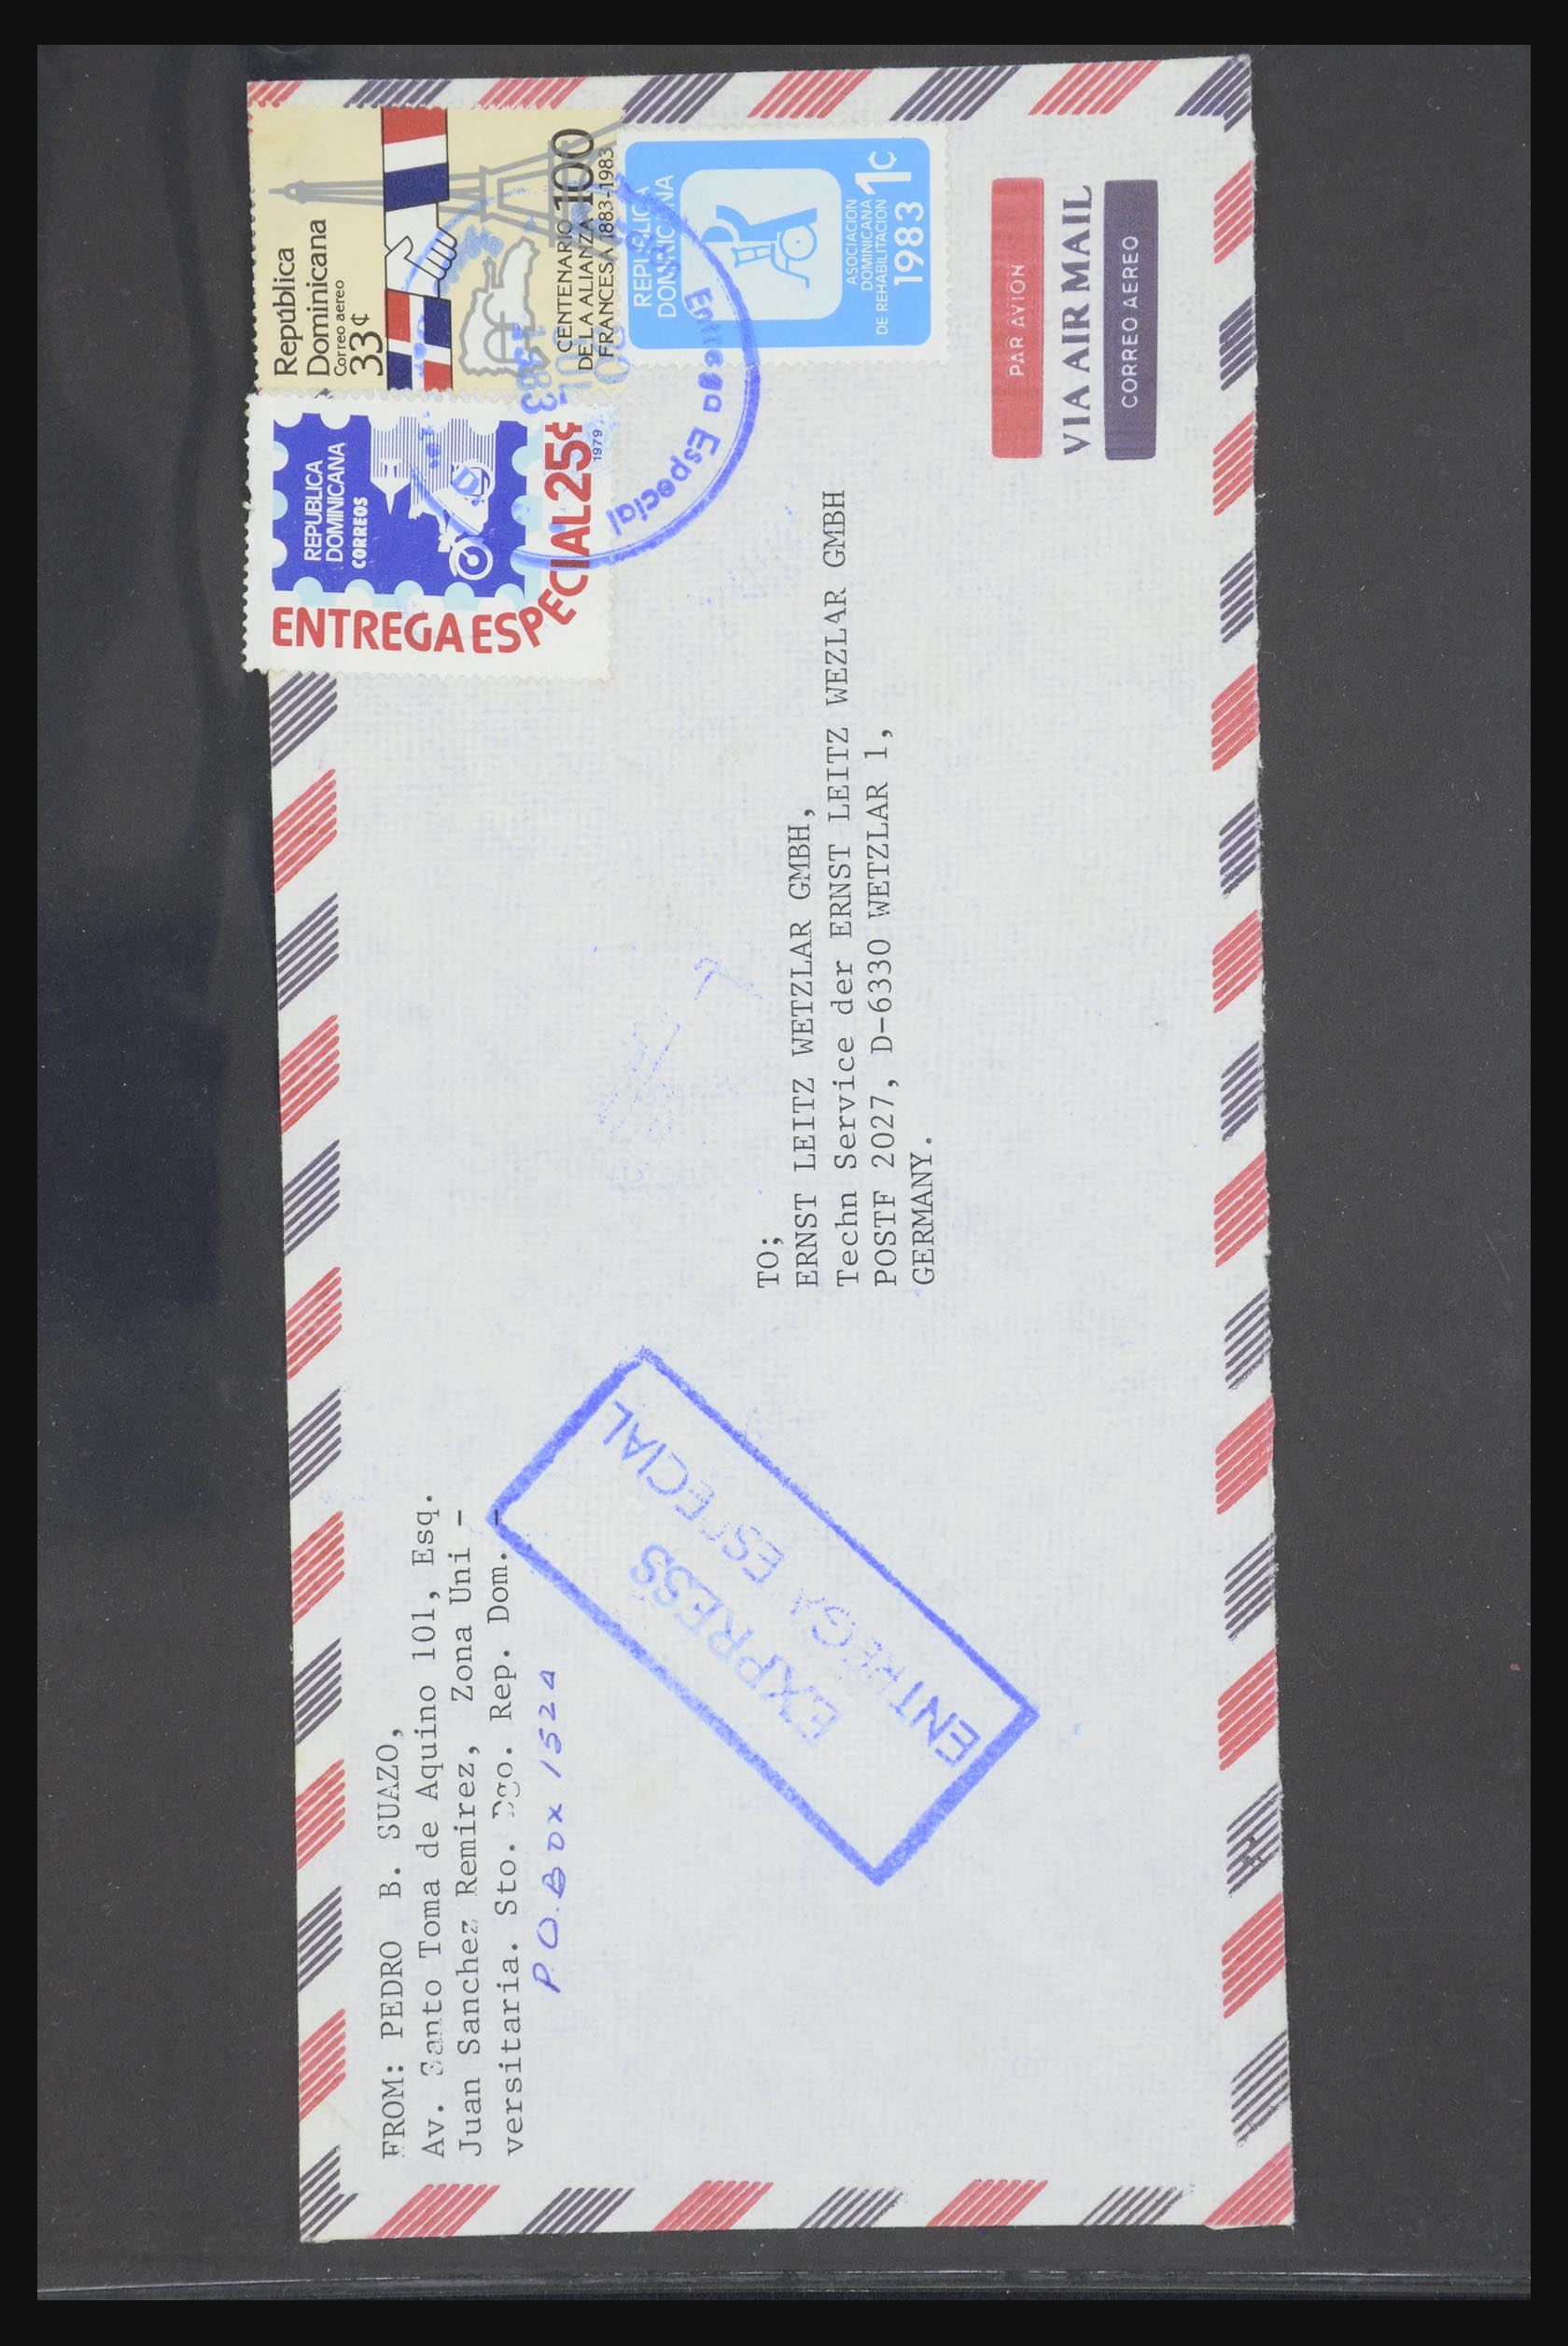 FROM: PEDRO B. SUAZO,
Av. Santo Toma de Aquino 101, Esq.
Juan Sanchez Remirez, Zona Uni -
versitaria. Sto. Dgo. Rep. Dom. -
P.O. Box 1524
REPUBLICA
DOMINICANA
CORREOS
ENTREGA ESPECIAL 25¢
1979
República
Dominicana
Correo aereo
33¢
CENTENARIO 100
DE LA ALIANZA
FRANCESA 1883-1983
REPUBLICA
DOMINICANA
ASOCIACION
DOMINICANA
DE REHABILITACION
1¢
1983
Entrega Especial
20
JUL
1983
EXPRESS
ENTREGA ESPECIAL
TO;
ERNST LEITZ WETZLAR GMBH,
Techn Service der ERNST LEITZ WEZLAR GMBH
POSTF 2027, D-6330 WETZLAR 1,
GERMANY.
PAR AVION
VIA AIR MAIL
CORREO AEREO